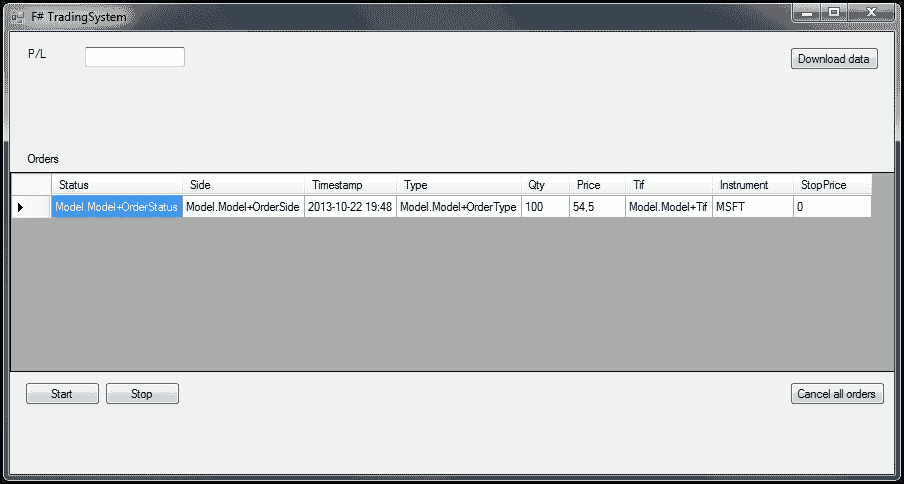 F# TradingSystem
P/L
Download data
Orders
Status Side Timestamp Type Qty Price Tif Instrument StopPrice
Model.Model+OrderStatus Model.Model+OrderSide 2013-10-22 19:48 Model.Model+OrderType 100 54,5 Model.Model+Tif MSFT 0
Start Stop Cancel all orders